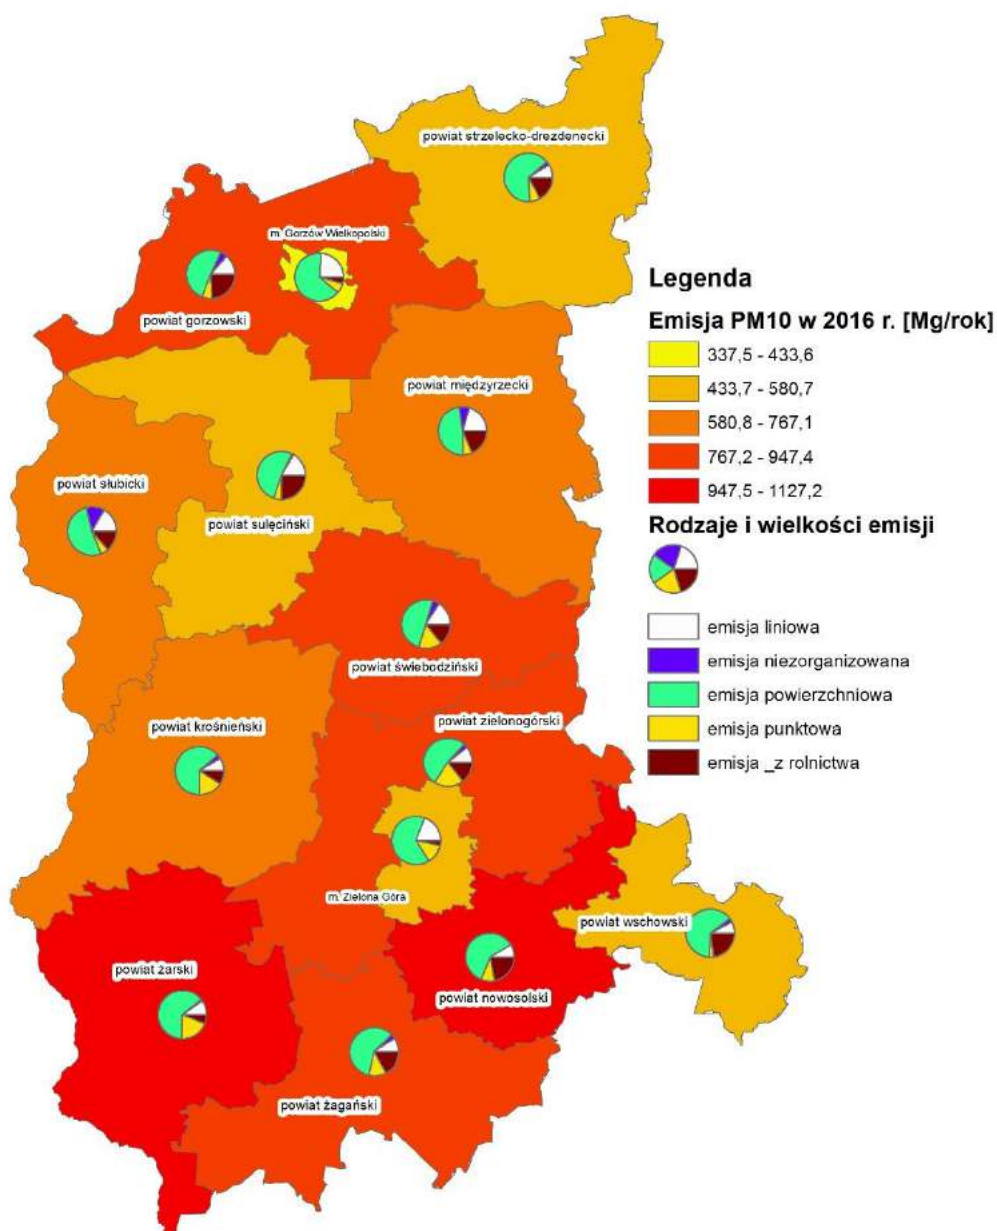 powiat strzelecko-drezdenecki
m. Gorzów Wielkopolski
powiat gorzowski
powiat międzyrzecki
powiat słubicki
powiat sulęciński
powiat świebodziński
powiat zielonogórski
powiat krośnieński
m. Zielona Góra
powiat wschowski
powiat żarski
powiat nowosolski
powiat żagański
Legenda
Emisja PM10 w 2016 r. [Mg/rok]
337,5 - 433,6
433,7 - 580,7
580,8 - 767,1
767,2 - 947,4
947,5 - 1127,2
Rodzaje i wielkości emisji
emisja liniowa
emisja niezorganizowana
emisja powierzchniowa
emisja punktowa
emisja _z rolnictwa